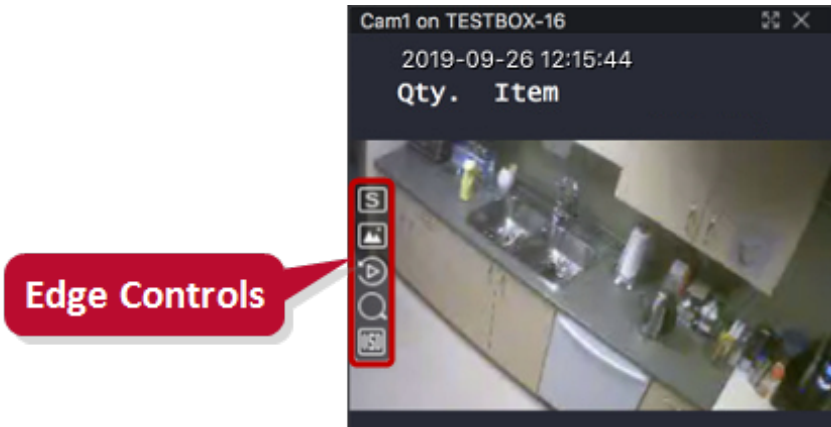 Cam1 on TESTBOX-16
2019-09-26 12:15:44
Qty. Item
S
Edge Controls